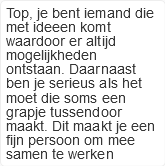 Top, je bent iemand die
met ideeen komt
waardoor er altijd
mogelijkheden
ontstaan. Daarnaast
ben je serieus als het
moet die soms een
grapje tussendoor
maakt. Dit maakt je een
fijn persoon om mee
samen te werken